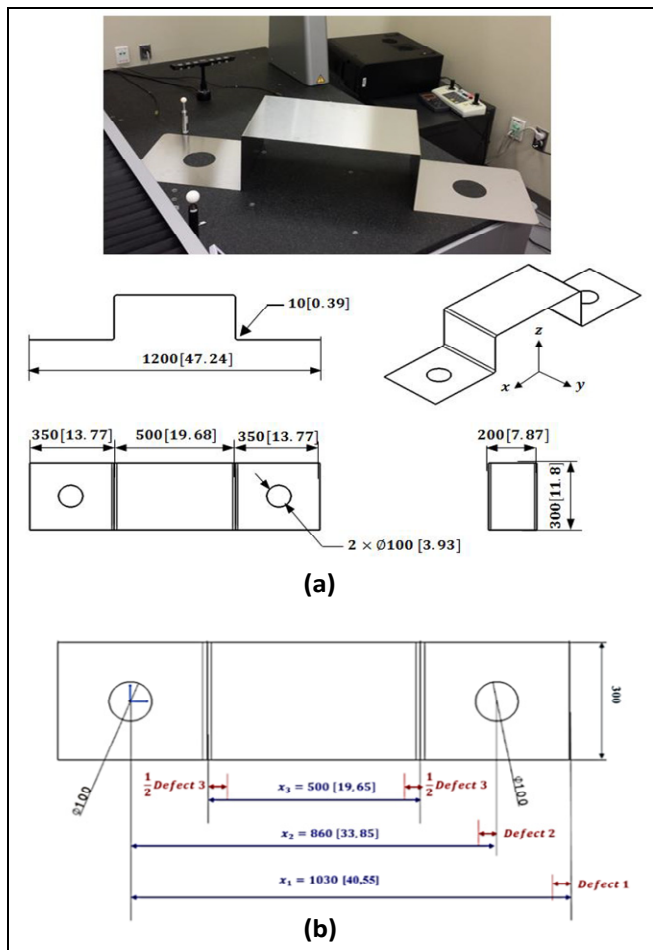 10[0.39]
1200[47.24]
z
x
y
350[13.77]
500[19.68]
350[13.77]
200[7.87]
300[11.8]
2 × Ø100 [3.93]
(a)
300
Ø100
Ø100
1/2 Defect 3
x₃ = 500 [19,65]
1/2 Defect 3
x₂ = 860 [33,85]
Defect 2
x₁ = 1030 [40,55]
Defect 1
(b)